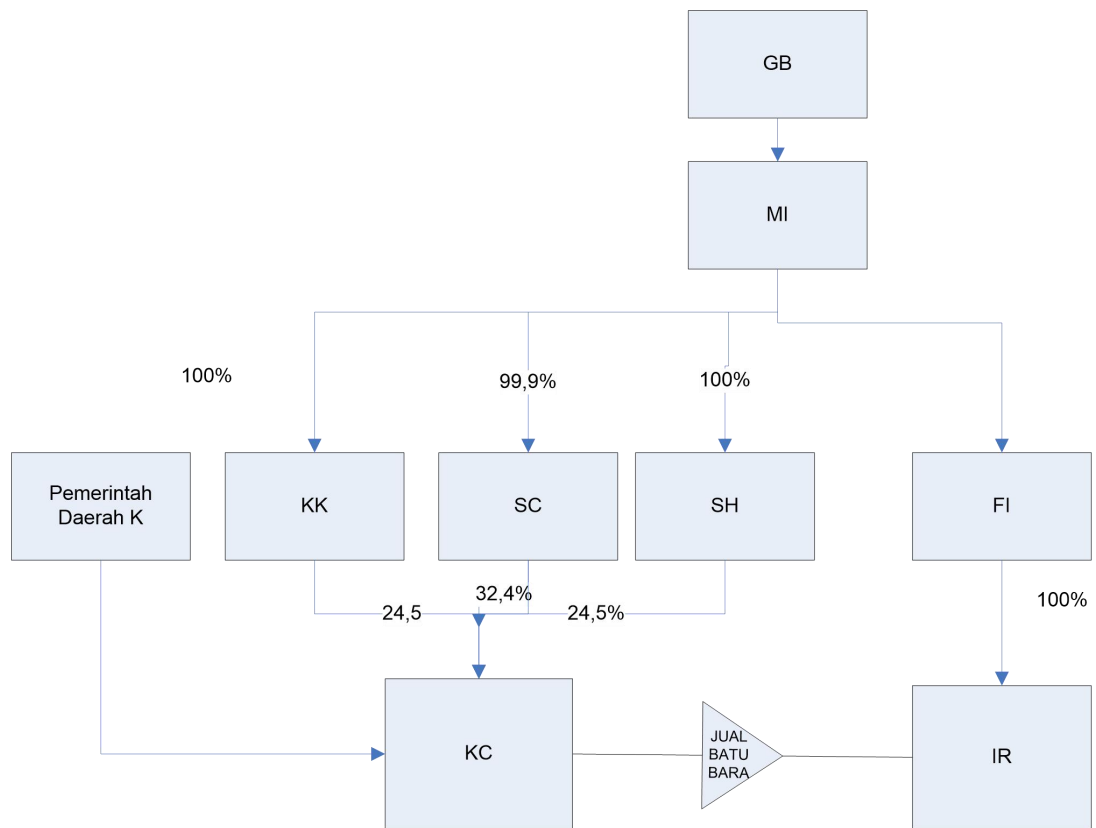 GB
MI
100%
99,9%
100%
Pemerintah
Daerah K
KK
SC
SH
FI
24,5
32,4%
24,5%
100%
KC
JUAL
BATU
BARA
IR